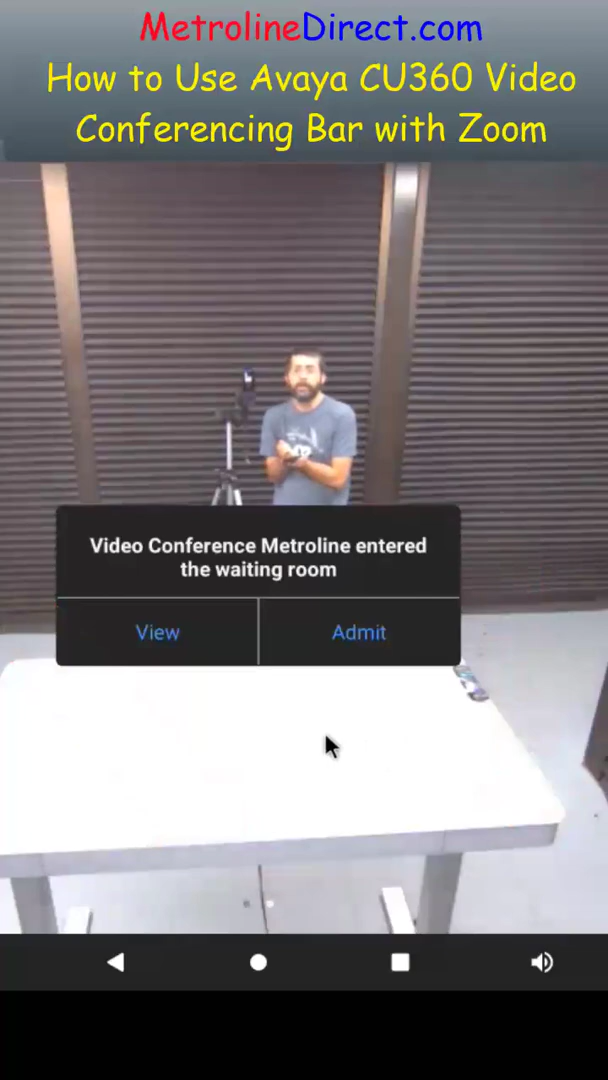 MetrolineDirect.com
How to Use Avaya CU360 Video
Conferencing Bar with Zoom
Video Conference Metroline entered
the waiting room
View
Admit